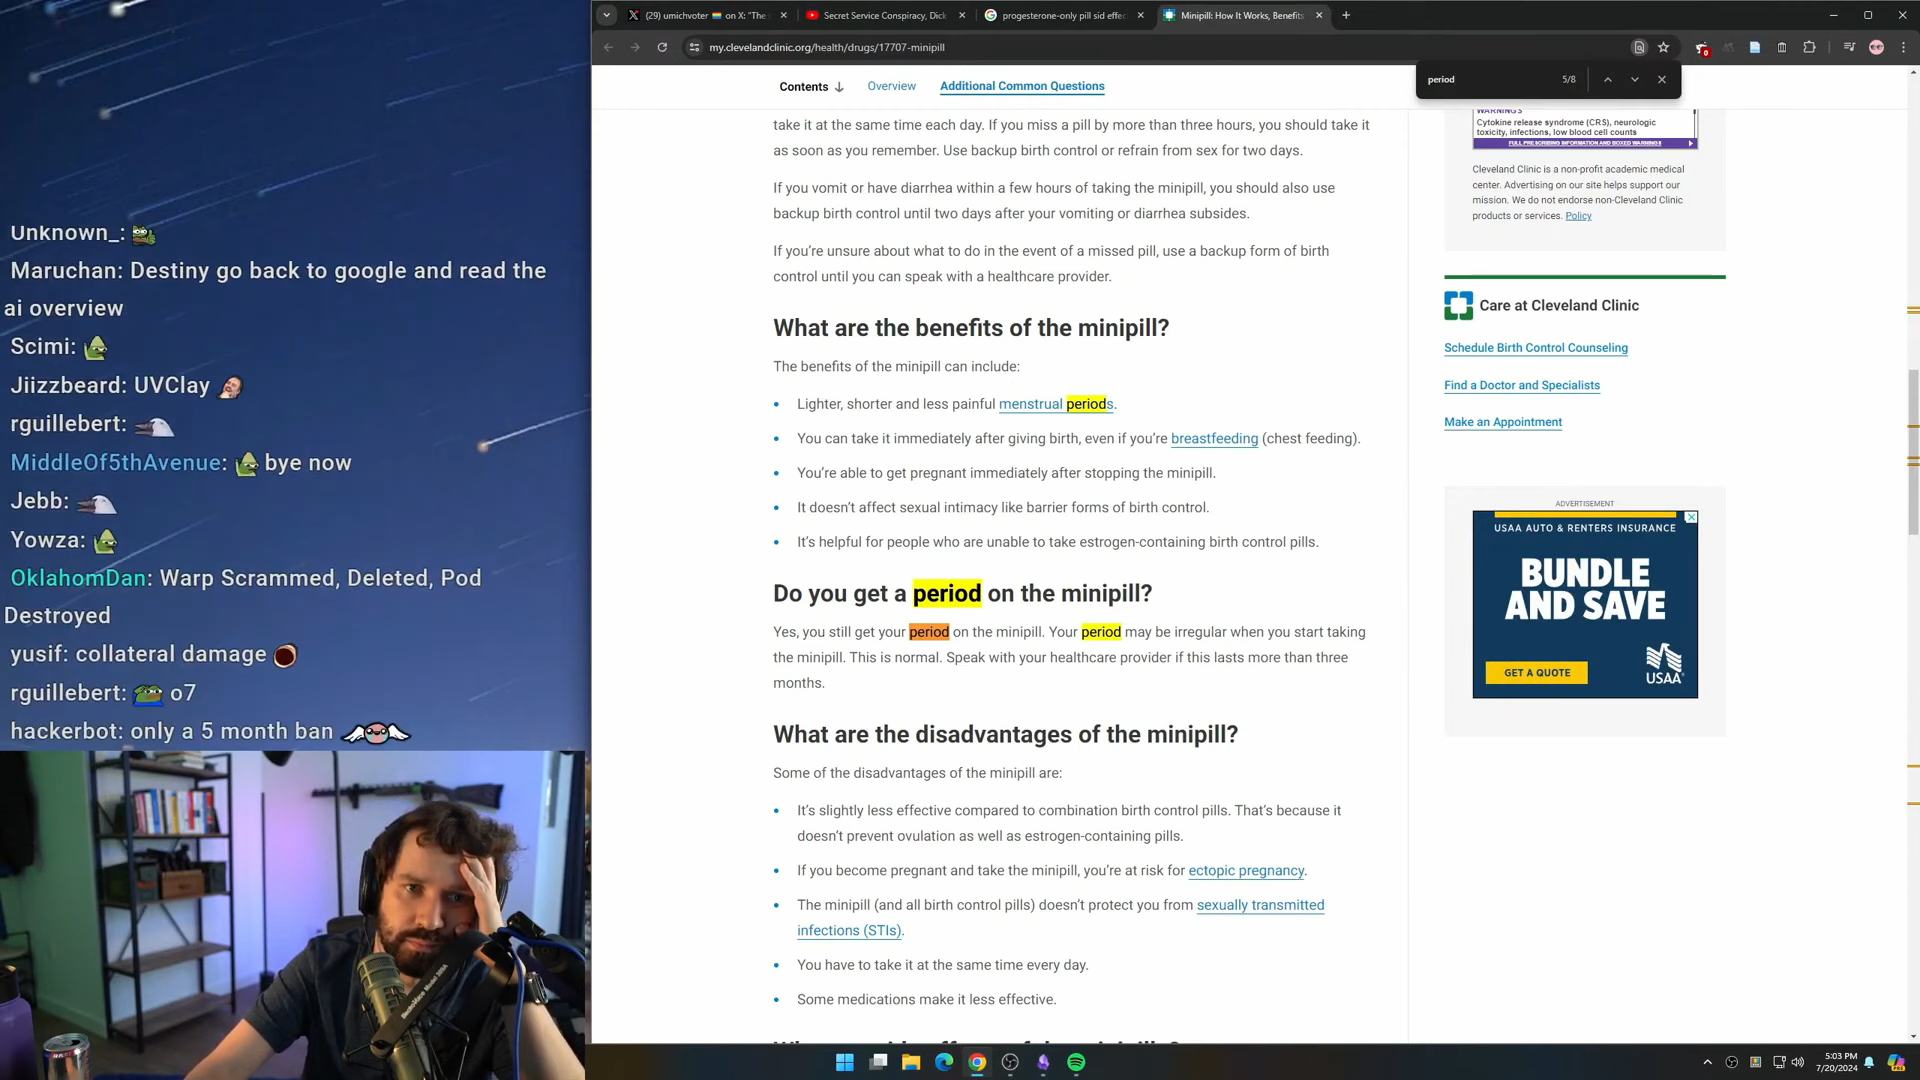 (29) umichvoter on X: "The
Secret Service Conspiracy, Dick
progesterone-only pill sid effec
Minipill: How It Works, Benefits
my.clevelandclinic.org/health/drugs/17707-minipill
0
period 5/8
Contents Overview Additional Common Questions
take it at the same time each day. If you miss a pill by more than three hours, you should take it
as soon as you remember. Use backup birth control or refrain from sex for two days.
If you vomit or have diarrhea within a few hours of taking the minipill, you should also use
backup birth control until two days after your vomiting or diarrhea subsides.
If you’re unsure about what to do in the event of a missed pill, use a backup form of birth
control until you can speak with a healthcare provider.
What are the benefits of the minipill?
The benefits of the minipill can include:
• Lighter, shorter and less painful menstrual periods.
• You can take it immediately after giving birth, even if you’re breastfeeding (chest feeding).
• You’re able to get pregnant immediately after stopping the minipill.
• It doesn’t affect sexual intimacy like barrier forms of birth control.
• It’s helpful for people who are unable to take estrogen-containing birth control pills.
Do you get a period on the minipill?
Yes, you still get your period on the minipill. Your period may be irregular when you start taking
the minipill. This is normal. Speak with your healthcare provider if this lasts more than three
months.
What are the disadvantages of the minipill?
Some of the disadvantages of the minipill are:
• It’s slightly less effective compared to combination birth control pills. That’s because it
doesn’t prevent ovulation as well as estrogen-containing pills.
• If you become pregnant and take the minipill, you’re at risk for ectopic pregnancy.
• The minipill (and all birth control pills) doesn’t protect you from sexually transmitted
infections (STIs).
• You have to take it at the same time every day.
• Some medications make it less effective.
WARNINGS
Cytokine release syndrome (CRS), neurologic
toxicity, infections, low blood cell counts
FULL PRESCRIBING INFORMATION AND BOXED WARNINGS
Cleveland Clinic is a non-profit academic medical
center. Advertising on our site helps support our
mission. We do not endorse non-Cleveland Clinic
products or services. Policy
Care at Cleveland Clinic
Schedule Birth Control Counseling
Find a Doctor and Specialists
Make an Appointment
ADVERTISEMENT
USAA AUTO & RENTERS INSURANCE
BUNDLE
AND SAVE
GET A QUOTE
USAA
Unknown_:
Maruchan: Destiny go back to google and read the
ai overview
Scimi:
Jiizzbeard: UVClay
rguillebert:
MiddleOf5thAvenue: bye now
Jebb:
Yowza:
OklahomDan: Warp Scrammed, Deleted, Pod
Destroyed
yusif: collateral damage
rguillebert: o7
hackerbot: only a 5 month ban
5:03 PM
7/20/2024